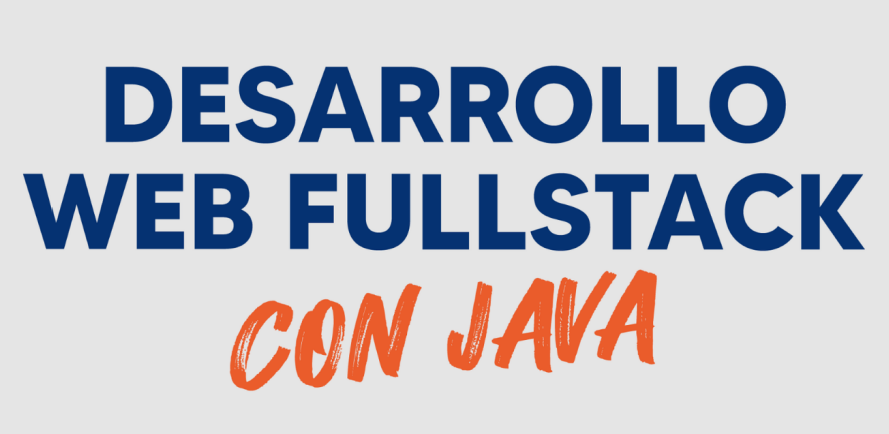 DESARROLLO
WEB FULLSTACK
CON JAVA